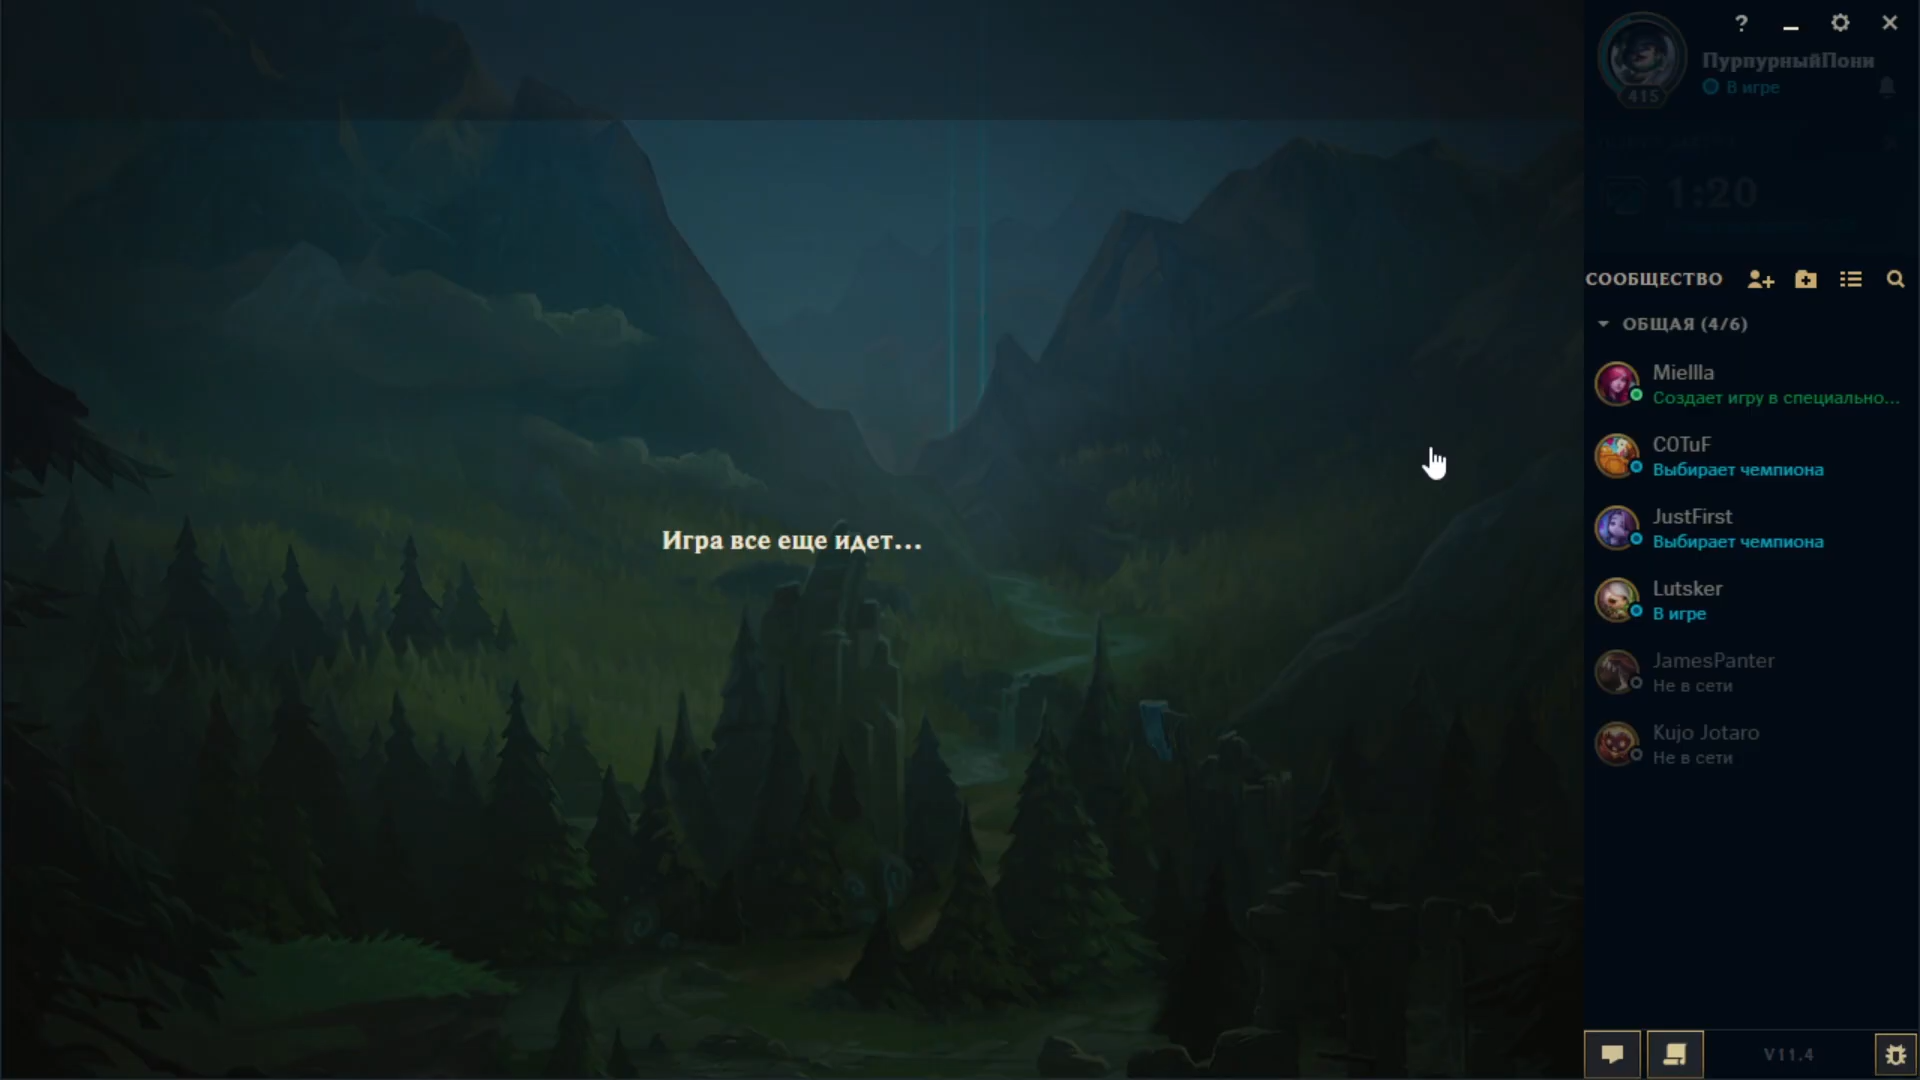 ?
ПурпурныйПони
В игре
415
1:20
СООБЩЕСТВО
ОБЩАЯ (4/6)
Miellla
Создает игру в специально...
C0TuF
Выбирает чемпиона
JustFirst
Выбирает чемпиона
Lutsker
В игре
JamesPanter
Не в сети
Kujo Jotaro
Не в сети
Игра все еще идет...
V11.4